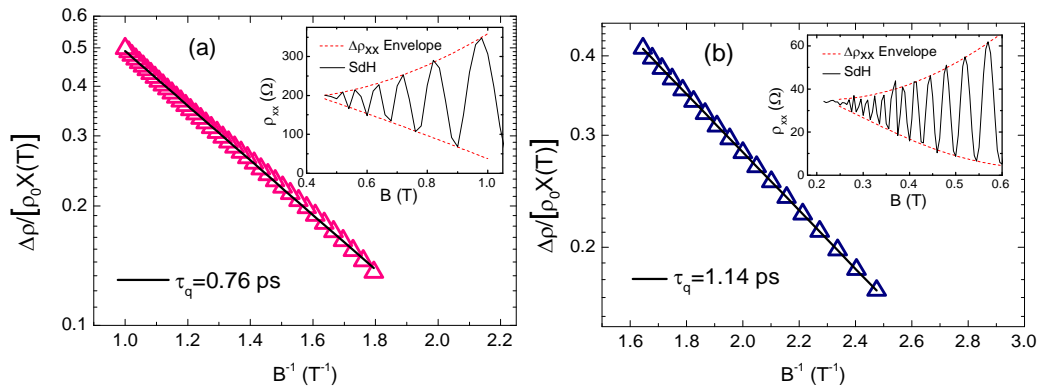 (a)
0.5
0.4
0.3
0.2
0.1
Δρ/[ρ₀X(T)]
1.0 1.2 1.4 1.6 1.8 2.0 2.2
B⁻¹ (T⁻¹)
τq=0.76 ps
Δρxx Envelope
SdH
300
200
100
0
ρxx (Ω)
0.4 0.6 0.8 1.0
B (T)
(b)
0.4
0.2
Δρ/[ρ₀X(T)]
1.6 1.8 2.0 2.2 2.4 2.6 2.8 3.0
B⁻¹ (T⁻¹)
τq=1.14 ps
Δρxx Envelope
SdH
60
40
20
0
ρxx (Ω)
0.2 0.3 0.4 0.5 0.6
B (T)